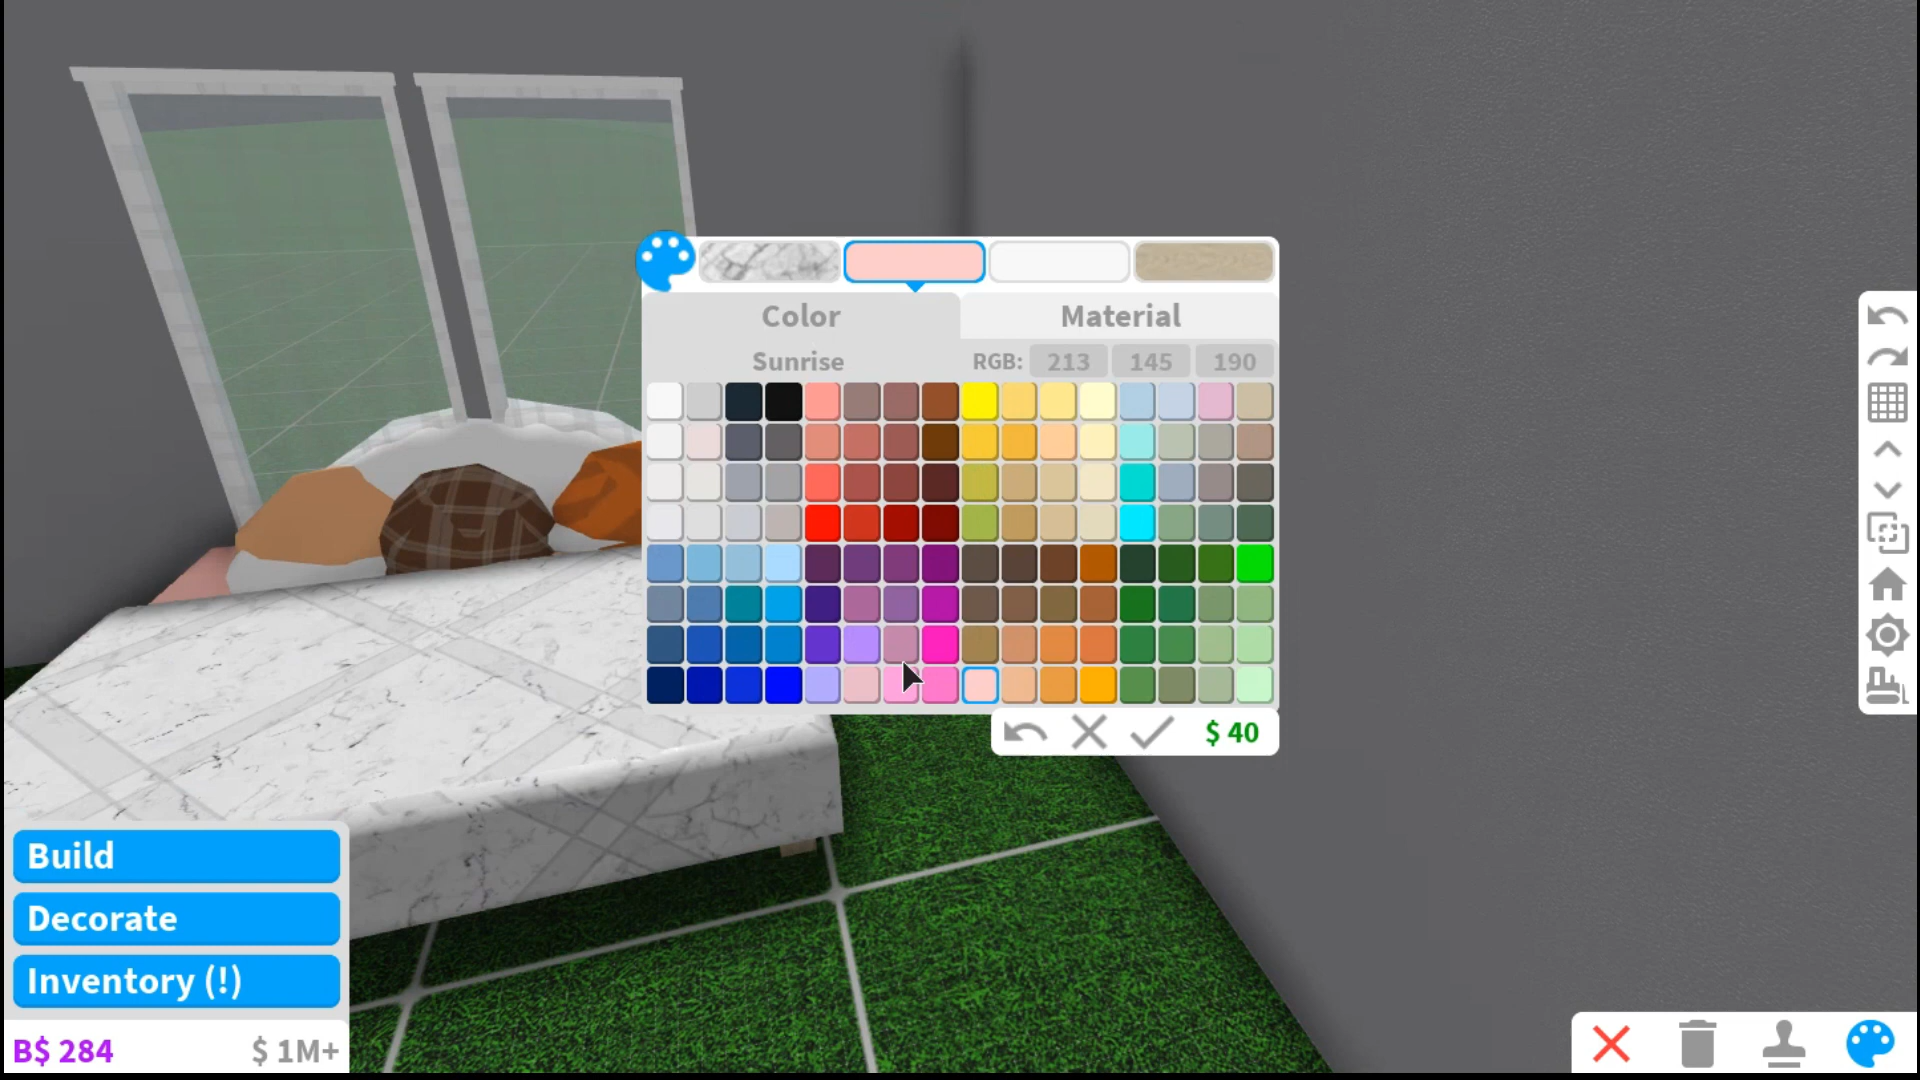 Color
Material
Sunrise
RGB: 213 145 190
$ 40
Build
Decorate
Inventory (!)
B$ 284
$ 1M+